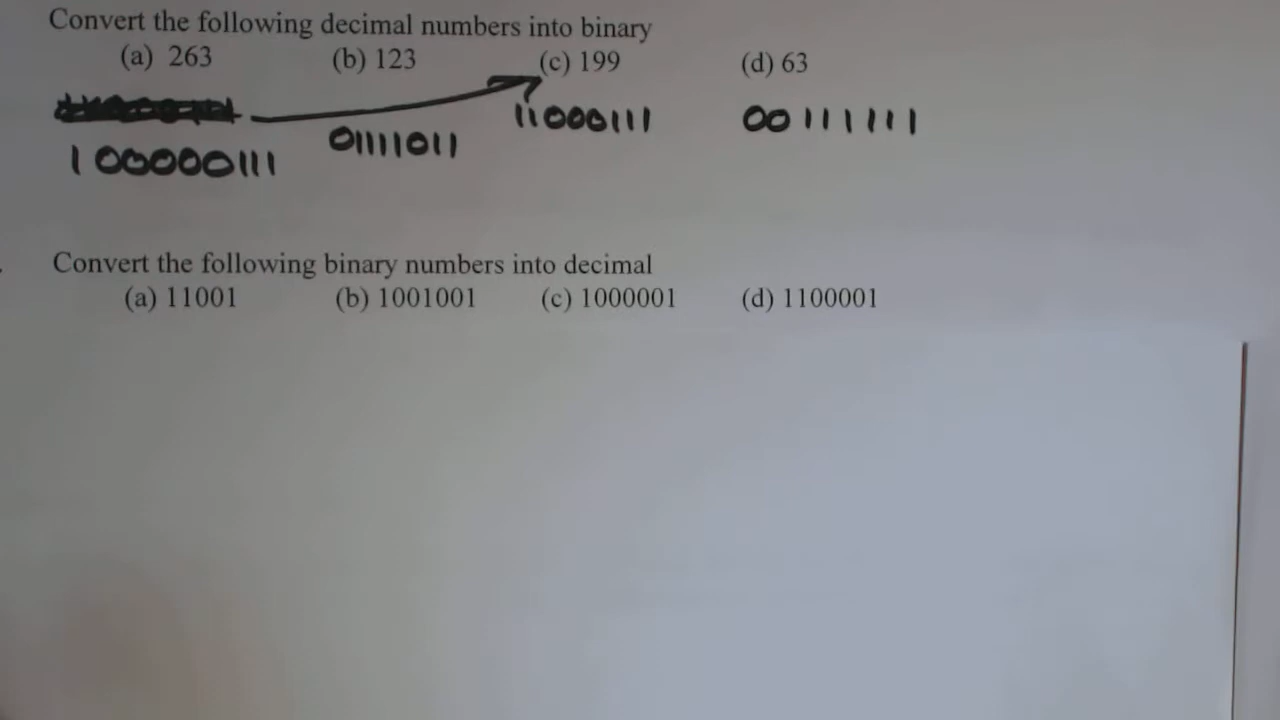 Convert the following decimal numbers into binary
(a) 263 (b) 123 (c) 199 (d) 63
11000111 00111111
100000111 01111011
Convert the following binary numbers into decimal
(a) 11001 (b) 1001001 (c) 1000001 (d) 1100001